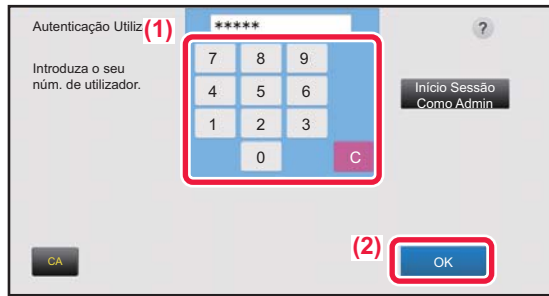 Autenticação Utiliz
(1)
*****
?
Introduza o seu
núm. de utilizador.
7 8 9
4 5 6
1 2 3
0 C
Início Sessão
Como Admin
(2)
CA
OK